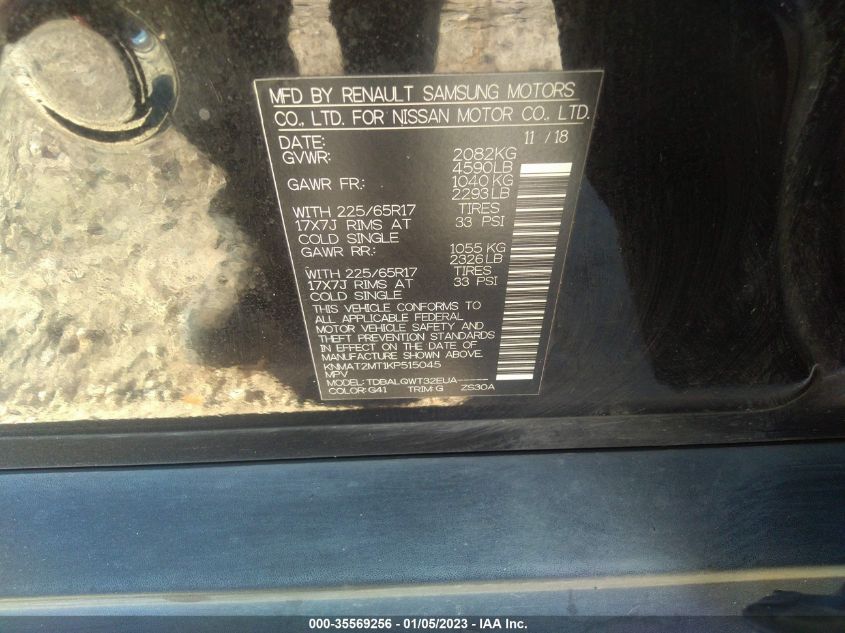 MFD BY RENAULT SAMSUNG MOTORS
CO., LTD. FOR NISSAN MOTOR CO., LTD.
DATE: 11 / 18
GVWR: 2082KG
4590LB
GAWR FR.: 1040 KG
2293 LB
WITH 225/65R17 TIRES
17X7J RIMS AT 33 PSI
COLD SINGLE
GAWR RR.: 1055 KG
2326 LB
WITH 225/65R17 TIRES
17X7J RIMS AT 33 PSI
COLD SINGLE
THIS VEHICLE CONFORMS TO
ALL APPLICABLE FEDERAL
MOTOR VEHICLE SAFETY AND
THEFT PREVENTION STANDARDS
IN EFFECT ON THE DATE OF
MANUFACTURE SHOWN ABOVE.
KNMAT2MT1KP515045
MPV
MODEL: TDBALQWT32EUA------
COLOR: G41 TRIM: G ZS30A
000-35569256 - 01/05/2023 - IAA Inc.